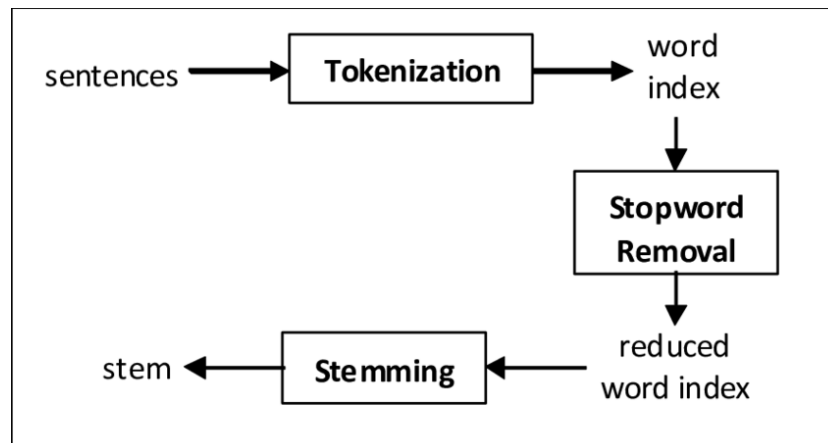 sentences
Tokenization
word
index
Stopword
Removal
reduced
word index
Stemming
stem